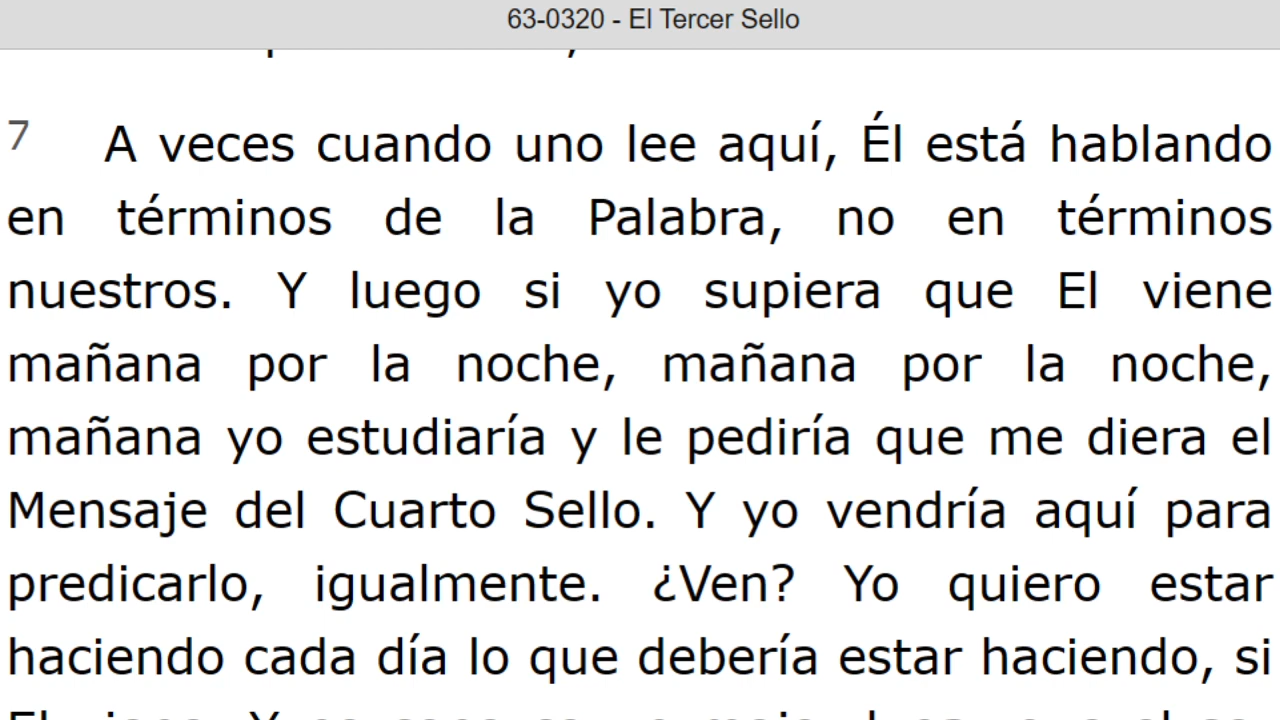 63-0320 - El Tercer Sello
7 A veces cuando uno lee aquí, Él está hablando
en términos de la Palabra, no en términos
nuestros. Y luego si yo supiera que El viene
mañana por la noche, mañana por la noche,
mañana yo estudiaría y le pediría que me diera el
Mensaje del Cuarto Sello. Y yo vendría aquí para
predicarlo, igualmente. ¿Ven? Yo quiero estar
haciendo cada día lo que debería estar haciendo, si